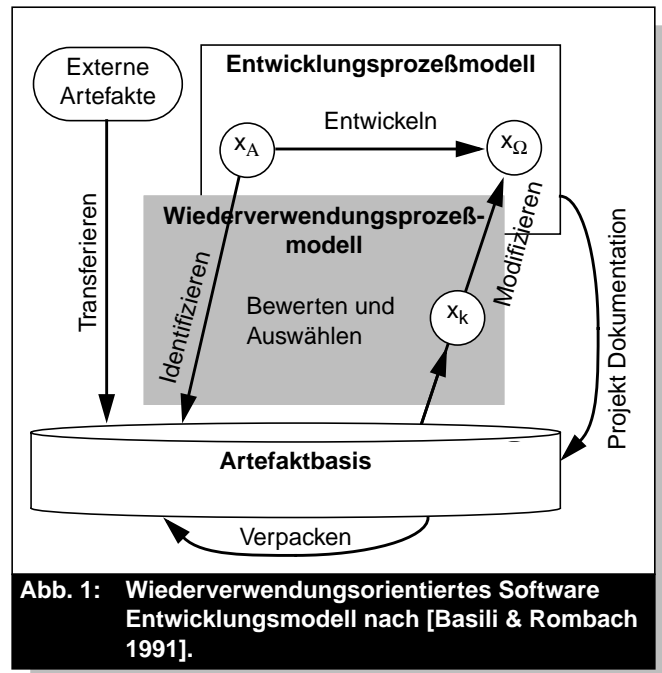 Externe
Artefakte
Entwicklungsprozeßmodell
Entwickeln
xA
xΩ
Transferieren
Wiederverwendungsprozeß-
modell
Identifizieren
Bewerten und
Auswählen
xk
Modifizieren
Projekt Dokumentation
Artefaktbasis
Verpacken
Abb. 1: Wiederverwendungsorientiertes Software
Entwicklungsmodell nach [Basili & Rombach
1991].